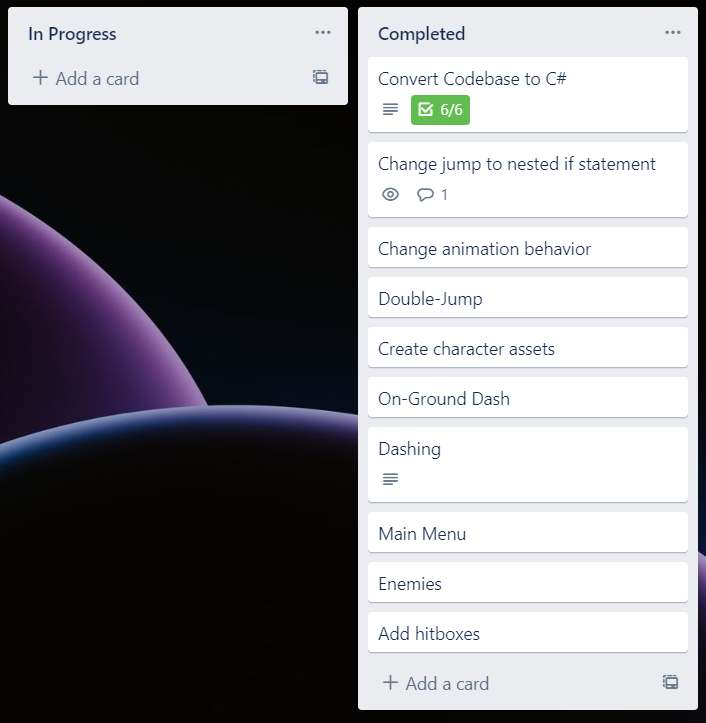 In Progress
Add a card
Completed
Convert Codebase to C#
6/6
Change jump to nested if statement
1
Change animation behavior
Double-Jump
Create character assets
On-Ground Dash
Dashing
Main Menu
Enemies
Add hitboxes
Add a card